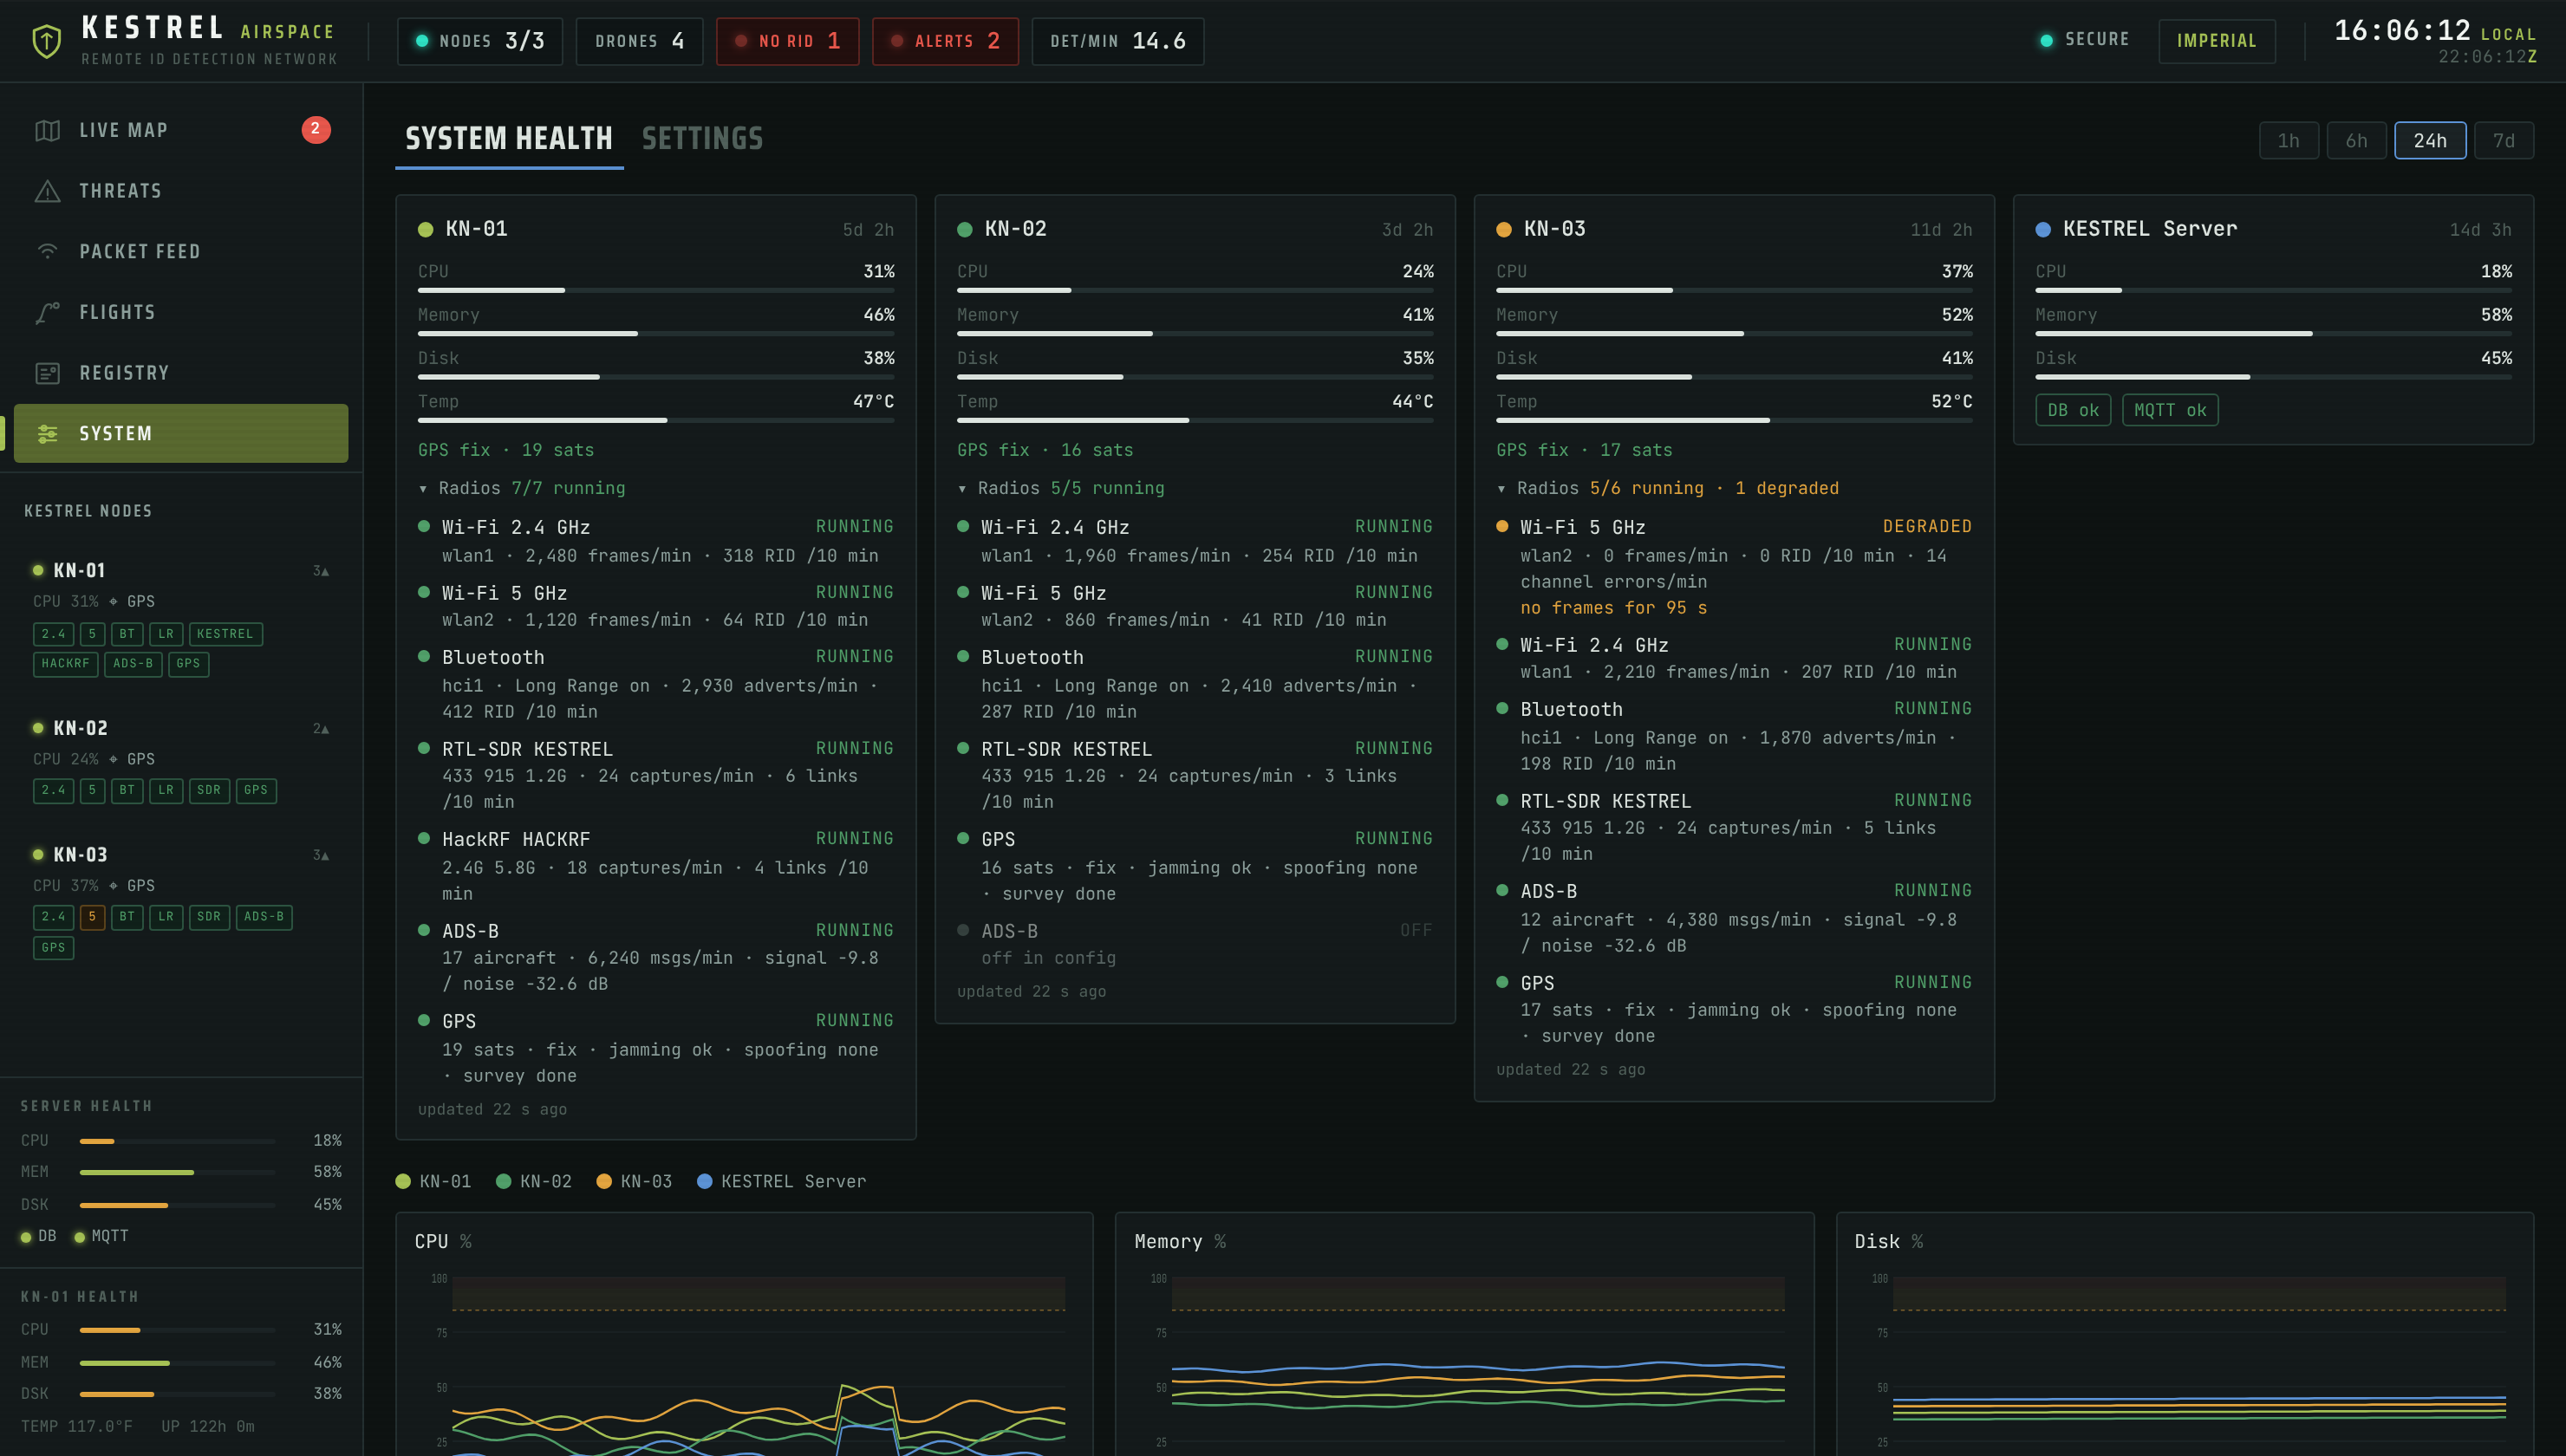 KESTREL AIRSPACE
REMOTE ID DETECTION NETWORK
NODES 3/3
DRONES 4
NO RID 1
ALERTS 2
DET/MIN 14.6
SECURE
IMPERIAL
16:06:12 LOCAL
22:06:12Z
LIVE MAP 2
THREATS
PACKET FEED
FLIGHTS
REGISTRY
SYSTEM
KESTREL NODES
KN-01 3▲
CPU 31% ⌖ GPS
2.4 5 BT LR KESTREL
HACKRF ADS-B GPS
KN-02 2▲
CPU 24% ⌖ GPS
2.4 5 BT LR SDR GPS
KN-03 3▲
CPU 37% ⌖ GPS
2.4 5 BT LR SDR ADS-B
GPS
SERVER HEALTH
CPU 18%
MEM 58%
DSK 45%
DB MQTT
KN-01 HEALTH
CPU 31%
MEM 46%
DSK 38%
TEMP 117.0°F UP 122h 0m
SYSTEM HEALTH SETTINGS
1h 6h 24h 7d
KN-01 5d 2h
CPU 31%
Memory 46%
Disk 38%
Temp 47°C
GPS fix · 19 sats
▾ Radios 7/7 running
Wi-Fi 2.4 GHz RUNNING
wlan1 · 2,480 frames/min · 318 RID /10 min
Wi-Fi 5 GHz RUNNING
wlan2 · 1,120 frames/min · 64 RID /10 min
Bluetooth RUNNING
hci1 · Long Range on · 2,930 adverts/min ·
412 RID /10 min
RTL-SDR KESTREL RUNNING
433 915 1.2G · 24 captures/min · 6 links
/10 min
HackRF HACKRF RUNNING
2.4G 5.8G · 18 captures/min · 4 links /10
min
ADS-B RUNNING
17 aircraft · 6,240 msgs/min · signal -9.8
/ noise -32.6 dB
GPS RUNNING
19 sats · fix · jamming ok · spoofing none
· survey done
updated 22 s ago
KN-02 3d 2h
CPU 24%
Memory 41%
Disk 35%
Temp 44°C
GPS fix · 16 sats
▾ Radios 5/5 running
Wi-Fi 2.4 GHz RUNNING
wlan1 · 1,960 frames/min · 254 RID /10 min
Wi-Fi 5 GHz RUNNING
wlan2 · 860 frames/min · 41 RID /10 min
Bluetooth RUNNING
hci1 · Long Range on · 2,410 adverts/min ·
287 RID /10 min
RTL-SDR KESTREL RUNNING
433 915 1.2G · 24 captures/min · 3 links
/10 min
GPS RUNNING
16 sats · fix · jamming ok · spoofing none
· survey done
ADS-B OFF
off in config
updated 22 s ago
KN-03 11d 2h
CPU 37%
Memory 52%
Disk 41%
Temp 52°C
GPS fix · 17 sats
▾ Radios 5/6 running · 1 degraded
Wi-Fi 5 GHz DEGRADED
wlan2 · 0 frames/min · 0 RID /10 min · 14
channel errors/min
no frames for 95 s
Wi-Fi 2.4 GHz RUNNING
wlan1 · 2,210 frames/min · 207 RID /10 min
Bluetooth RUNNING
hci1 · Long Range on · 1,870 adverts/min ·
198 RID /10 min
RTL-SDR KESTREL RUNNING
433 915 1.2G · 24 captures/min · 5 links
/10 min
ADS-B RUNNING
12 aircraft · 4,380 msgs/min · signal -9.8
/ noise -32.6 dB
GPS RUNNING
17 sats · fix · jamming ok · spoofing none
· survey done
updated 22 s ago
KESTREL Server 14d 3h
CPU 18%
Memory 58%
Disk 45%
DB ok MQTT ok
KN-01 KN-02 KN-03 KESTREL Server
CPU %
100
75
50
25
Memory %
100
75
50
25
Disk %
100
75
50
25